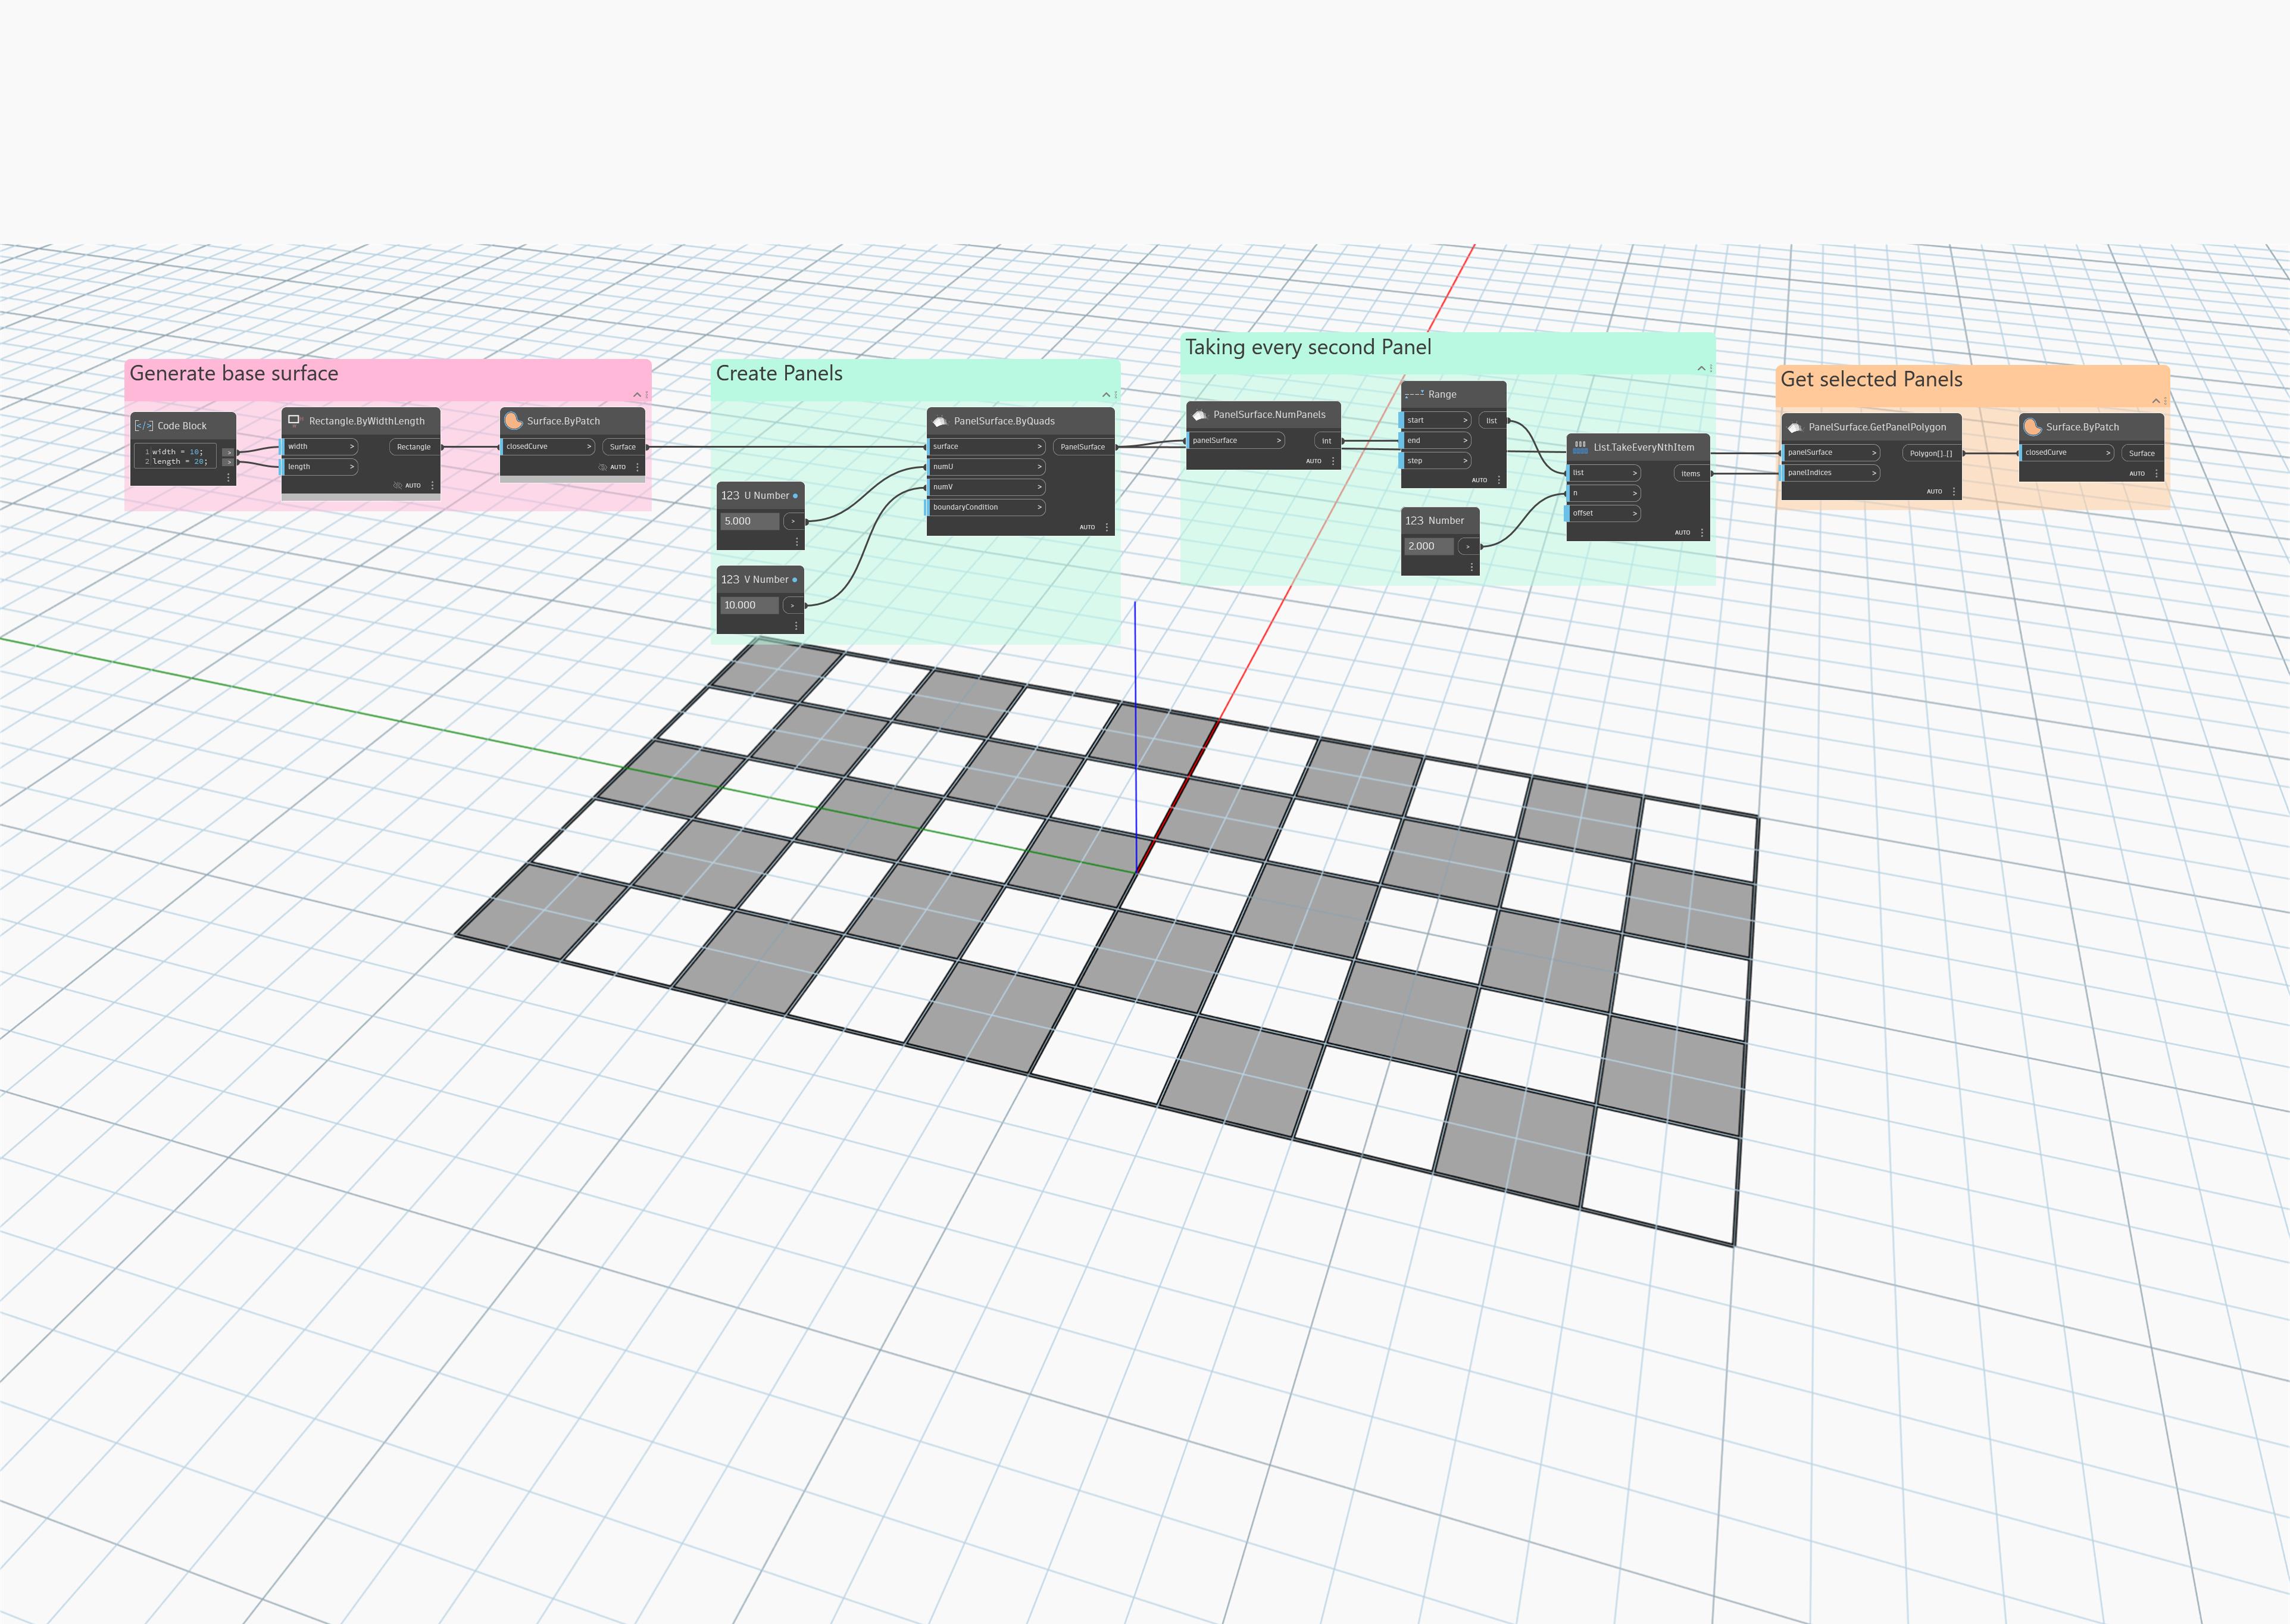 Generate base surface
Code Block
1 width = 10;
2 length = 20;
>
>
Rectangle.ByWidthLength
width >
Rectangle
length >
AUTO
Surface.ByPatch
closedCurve >
Surface
AUTO
Create Panels
123 U Number
5.000
>
123 V Number
10.000
>
PanelSurface.ByQuads
surface >
PanelSurface
numU >
numV >
boundaryCondition >
AUTO
Taking every second Panel
PanelSurface.NumPanels
panelSurface >
int
AUTO
Range
start >
list
end >
step >
AUTO
123 Number
2.000
>
List.TakeEveryNthItem
list >
items
n >
offset >
AUTO
Get selected Panels
PanelSurface.GetPanelPolygon
panelSurface >
Polygon[]..[]
panelIndices >
AUTO
Surface.ByPatch
closedCurve >
Surface
AUTO